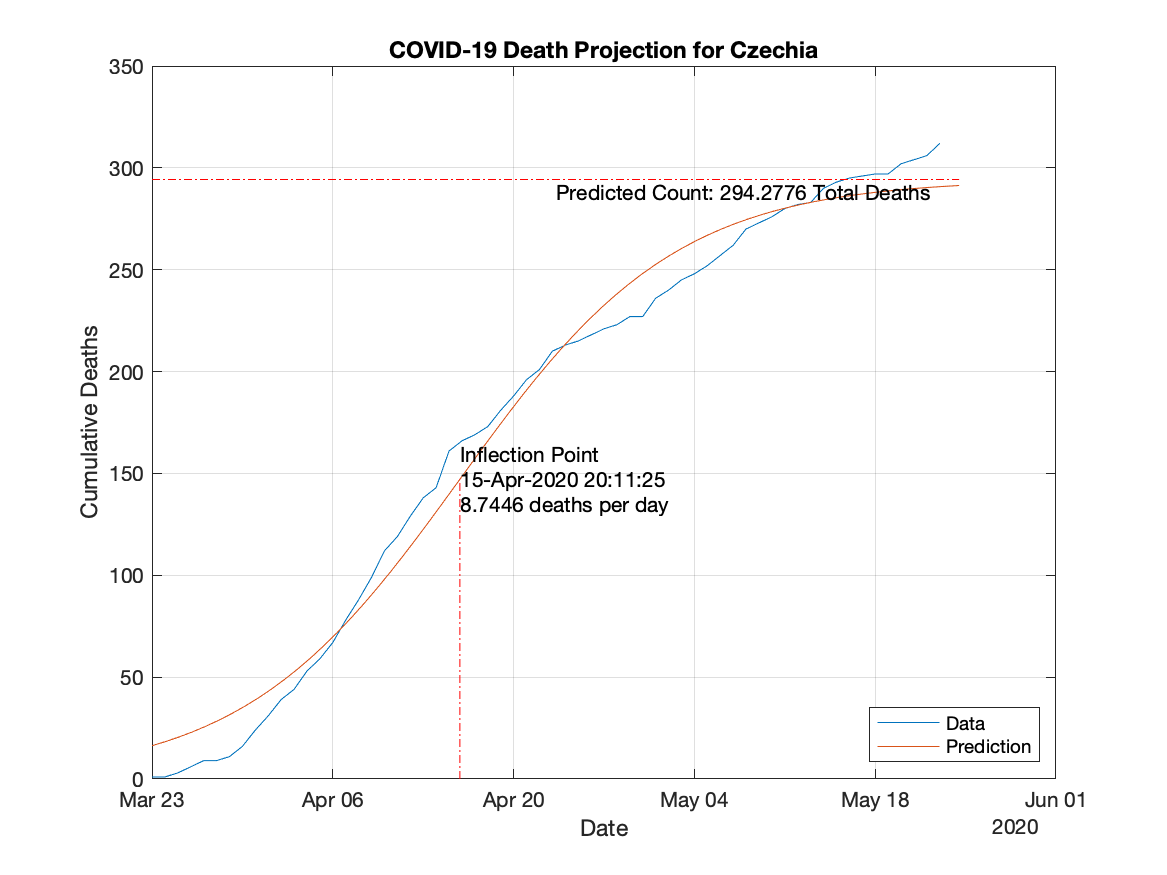 COVID-19 Death Projection for Czechia
350
300
250
200
150
100
50
0
Cumulative Deaths
Predicted Count: 294.2776 Total Deaths
Inflection Point
15-Apr-2020 20:11:25
8.7446 deaths per day
Data
Prediction
Mar 23 Apr 06 Apr 20 May 04 May 18 Jun 01
Date
2020